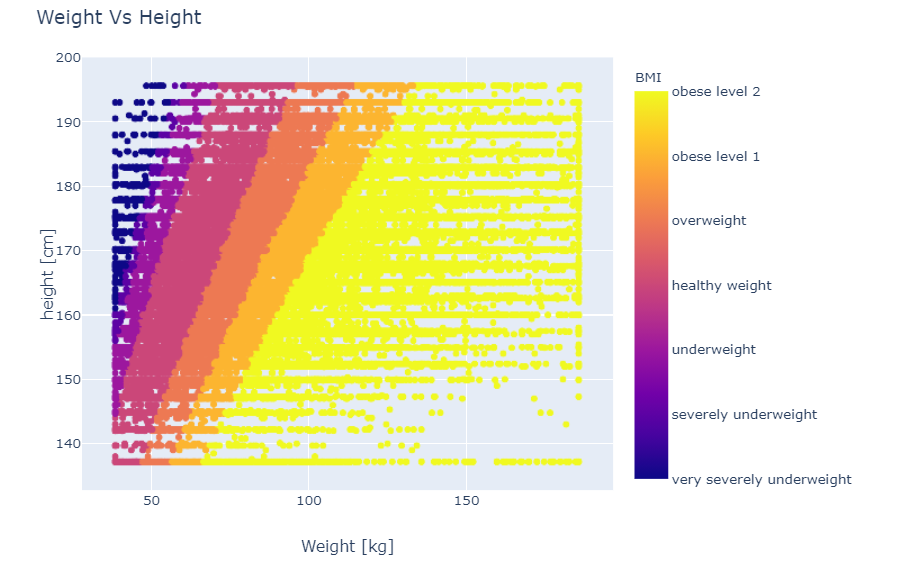 Weight Vs Height
BMI
obese level 2
obese level 1
overweight
healthy weight
underweight
severely underweight
very severely underweight
height [cm]
200
190
180
170
160
150
140
50
100
150
Weight [kg]